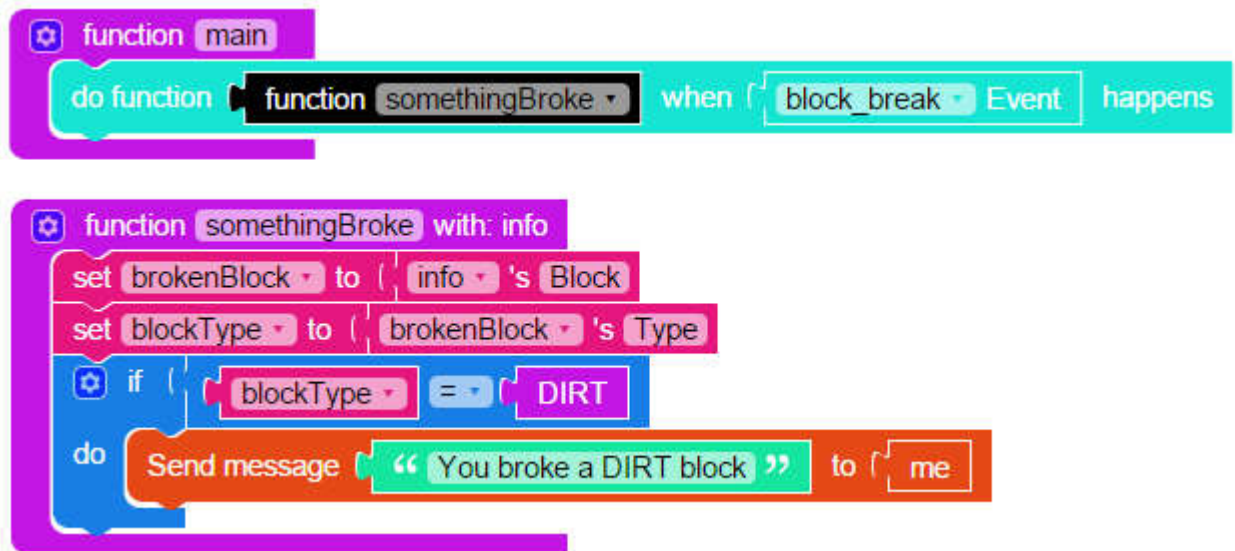 function main
do function function somethingBroke when block_break Event happens
function somethingBroke with: info
set brokenBlock to info 's Block
set blockType to brokenBlock 's Type
if blockType = DIRT
do Send message “ You broke a DIRT block ” to me